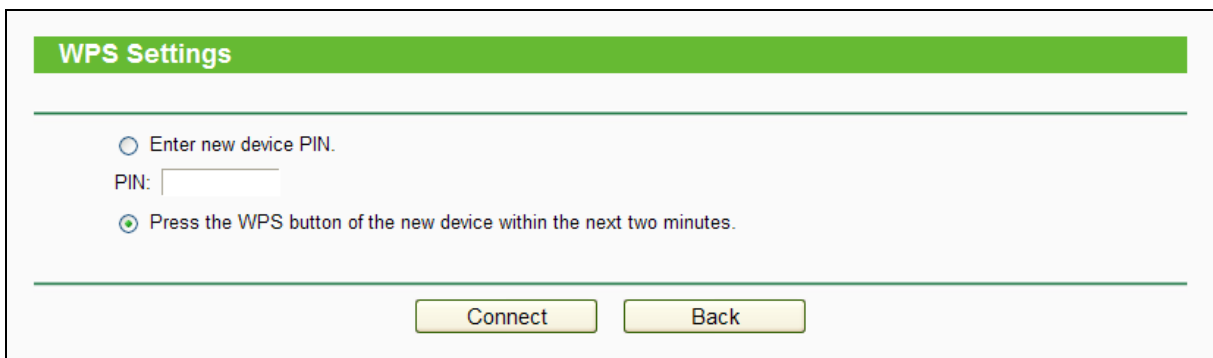 WPS Settings
Enter new device PIN.
PIN:
Press the WPS button of the new device within the next two minutes.
Connect Back